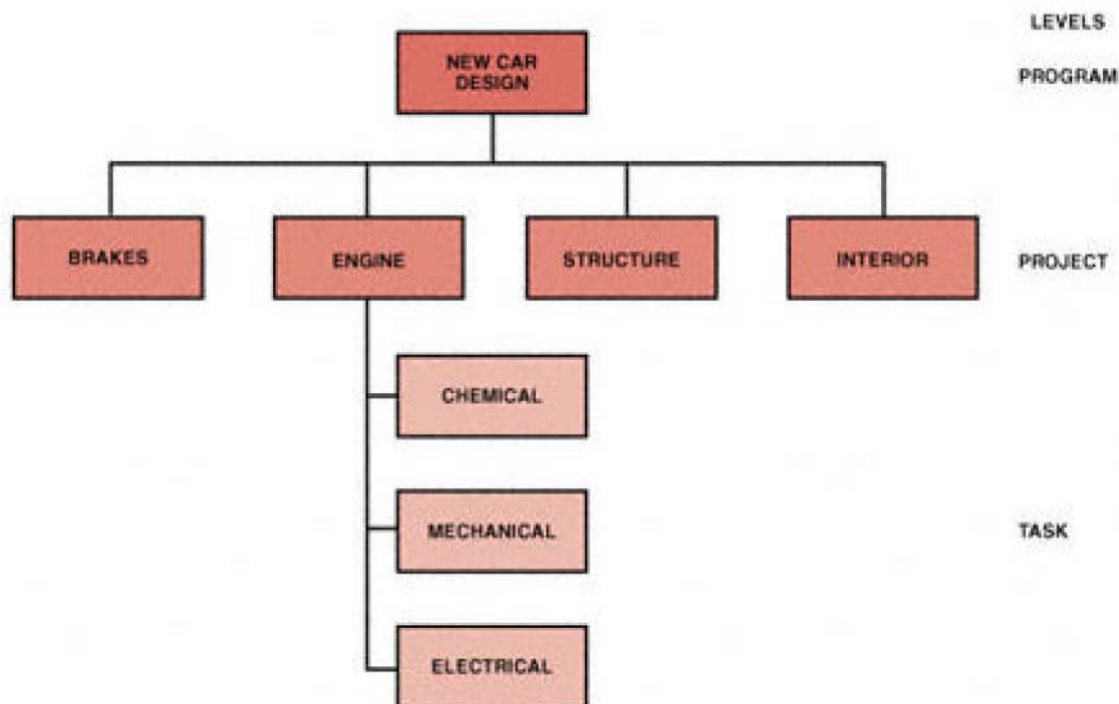 LEVELS
NEW CAR
DESIGN
PROGRAM
BRAKES
ENGINE
STRUCTURE
INTERIOR
PROJECT
CHEMICAL
MECHANICAL
TASK
ELECTRICAL